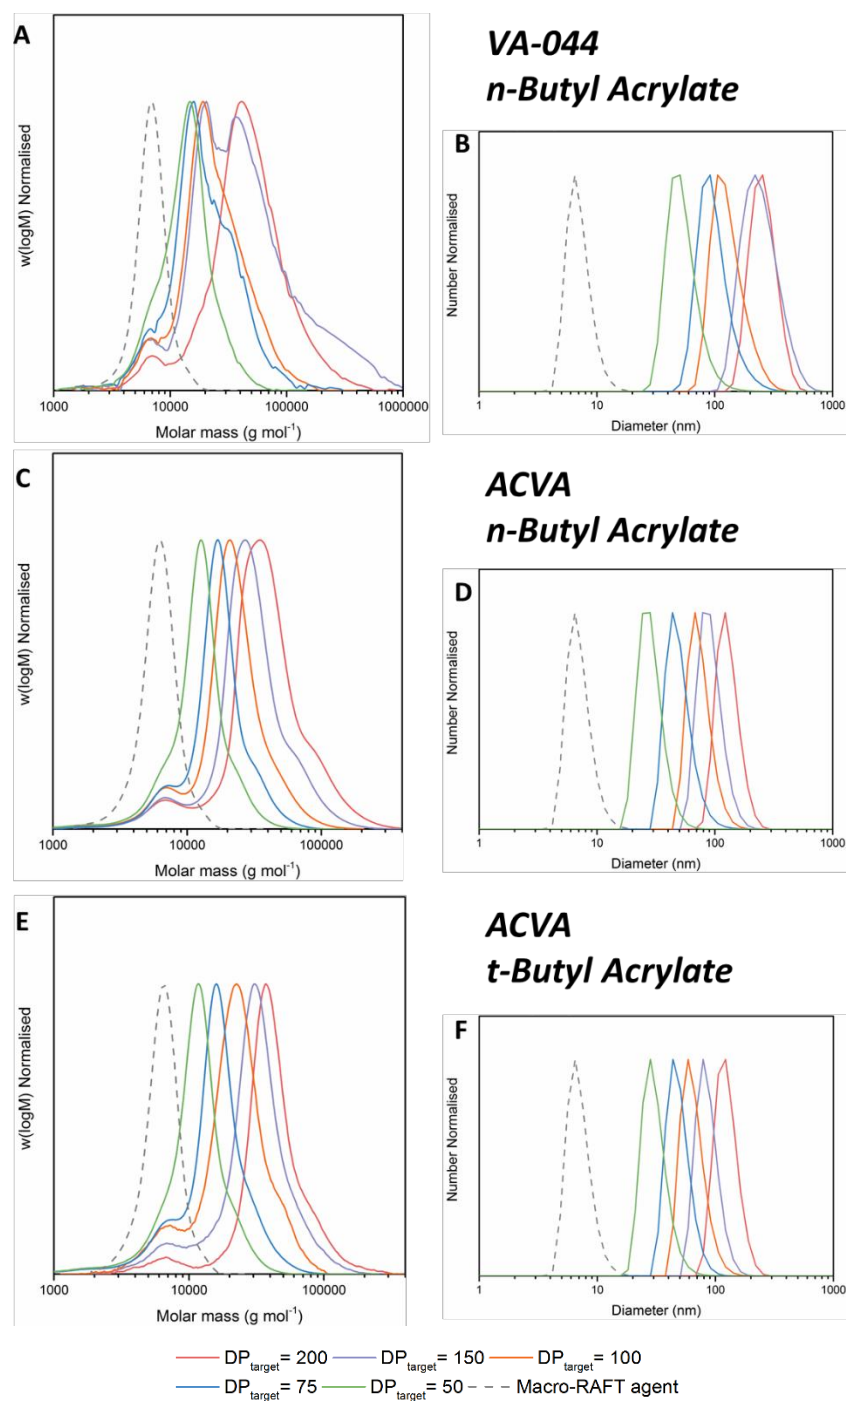 A
w(logM) Normalised
1000 10000 100000 1000000
Molar mass (g mol⁻¹)
VA-044
n-Butyl Acrylate
B
Number Normalised
1 10 100 1000
Diameter (nm)
C
w(logM) Normalised
1000 10000 100000
Molar mass (g mol⁻¹)
ACVA
n-Butyl Acrylate
D
Number Normalised
1 10 100 1000
Diameter (nm)
E
w(logM) Normalised
1000 10000 100000
Molar mass (g mol⁻¹)
ACVA
t-Butyl Acrylate
F
Number Normalised
1 10 100 1000
Diameter (nm)
DPtarget= 200 DPtarget= 150 DPtarget= 100
DPtarget= 75 DPtarget= 50 Macro-RAFT agent